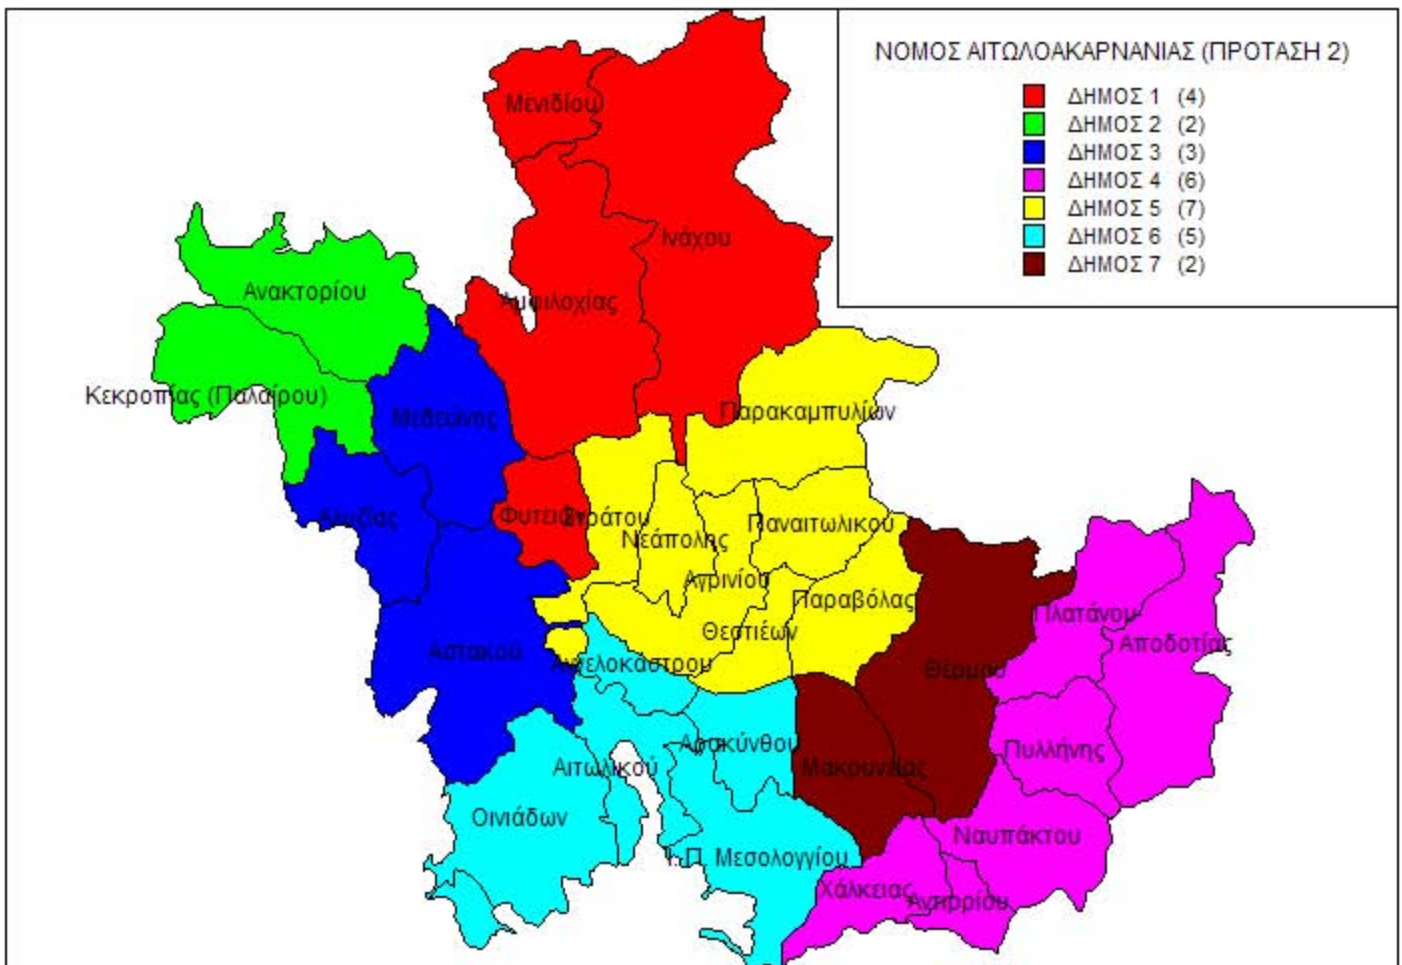 ΝΟΜΟΣ ΑΙΤΩΛΟΑΚΑΡΝΑΝΙΑΣ (ΠΡΟΤΑΣΗ 2)
ΔΗΜΟΣ 1 (4)
ΔΗΜΟΣ 2 (2)
ΔΗΜΟΣ 3 (3)
ΔΗΜΟΣ 4 (6)
ΔΗΜΟΣ 5 (7)
ΔΗΜΟΣ 6 (5)
ΔΗΜΟΣ 7 (2)
Μενιδίου
Ινάχου
Ανακτορίου
Αμφιλοχίας
Κεκροπίας (Παλαίρου)
Μεδεώνος
Παρακαμπυλίων
Αλυζίας
Φυτειών
Στράτου
Νεάπολης
Παναιτωλικού
Αγρινίου
Παραβόλας
Πλατάνου
Θεστιέων
Αποδοτίας
Αστακού
Αγγελοκάστρου
Θέρμου
Αρακύνθου
Πυλλήνης
Αιτωλικού
Μακρυνείας
Οινιάδων
Ναυπάκτου
Ι. Π. Μεσολογγίου
Χάλκειας
Αντιρρίου